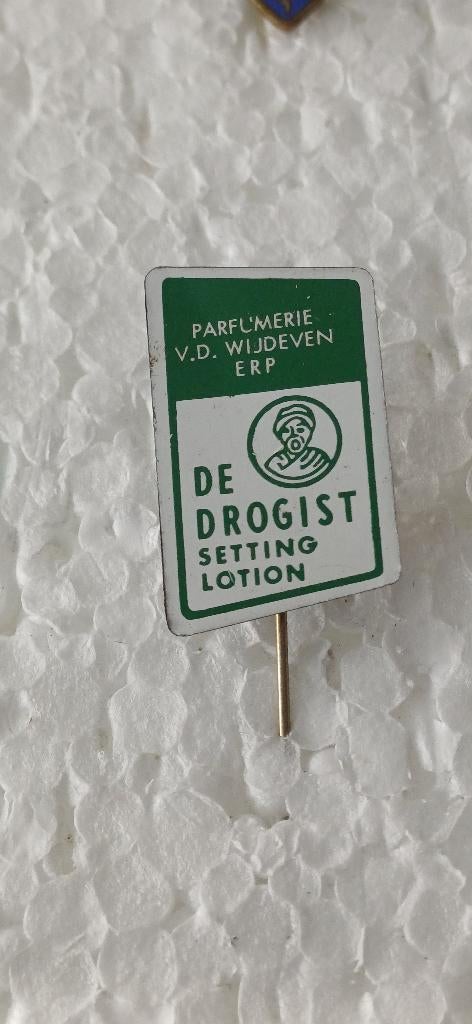 PARFUMERIE
V.D. WIJDEVEN
ERP
DE
DROGIST
SETTING
LOTION